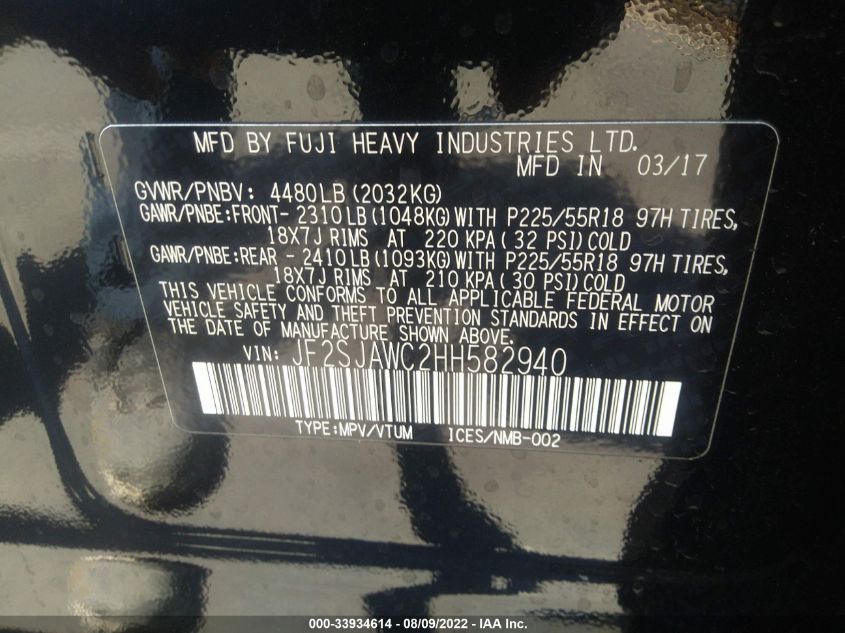 MFD BY FUJI HEAVY INDUSTRIES LTD.
MFD IN 03/17
GVWR/PNBV: 4480LB (2032KG)
GAWR/PNBE:FRONT- 2310 LB (1048KG) WITH P225/55R18 97H TIRES,
18X7J RIMS AT 220 KPA ( 32 PSI) COLD
GAWR/PNBE:REAR - 2410 LB (1093KG) WITH P225/55R18 97H TIRES,
18X7J RIMS AT 210 KPA ( 30 PSI) COLD
THIS VEHICLE CONFORMS TO ALL APPLICABLE FEDERAL MOTOR
VEHICLE SAFETY AND THEFT PREVENTION STANDARDS IN EFFECT ON
THE DATE OF MANUFACTURE SHOWN ABOVE.
VIN: JF2SJAWC2HH582940
TYPE:MPV/VTUM ICES/NMB-002
000-33934614 - 08/09/2022 - IAA Inc.